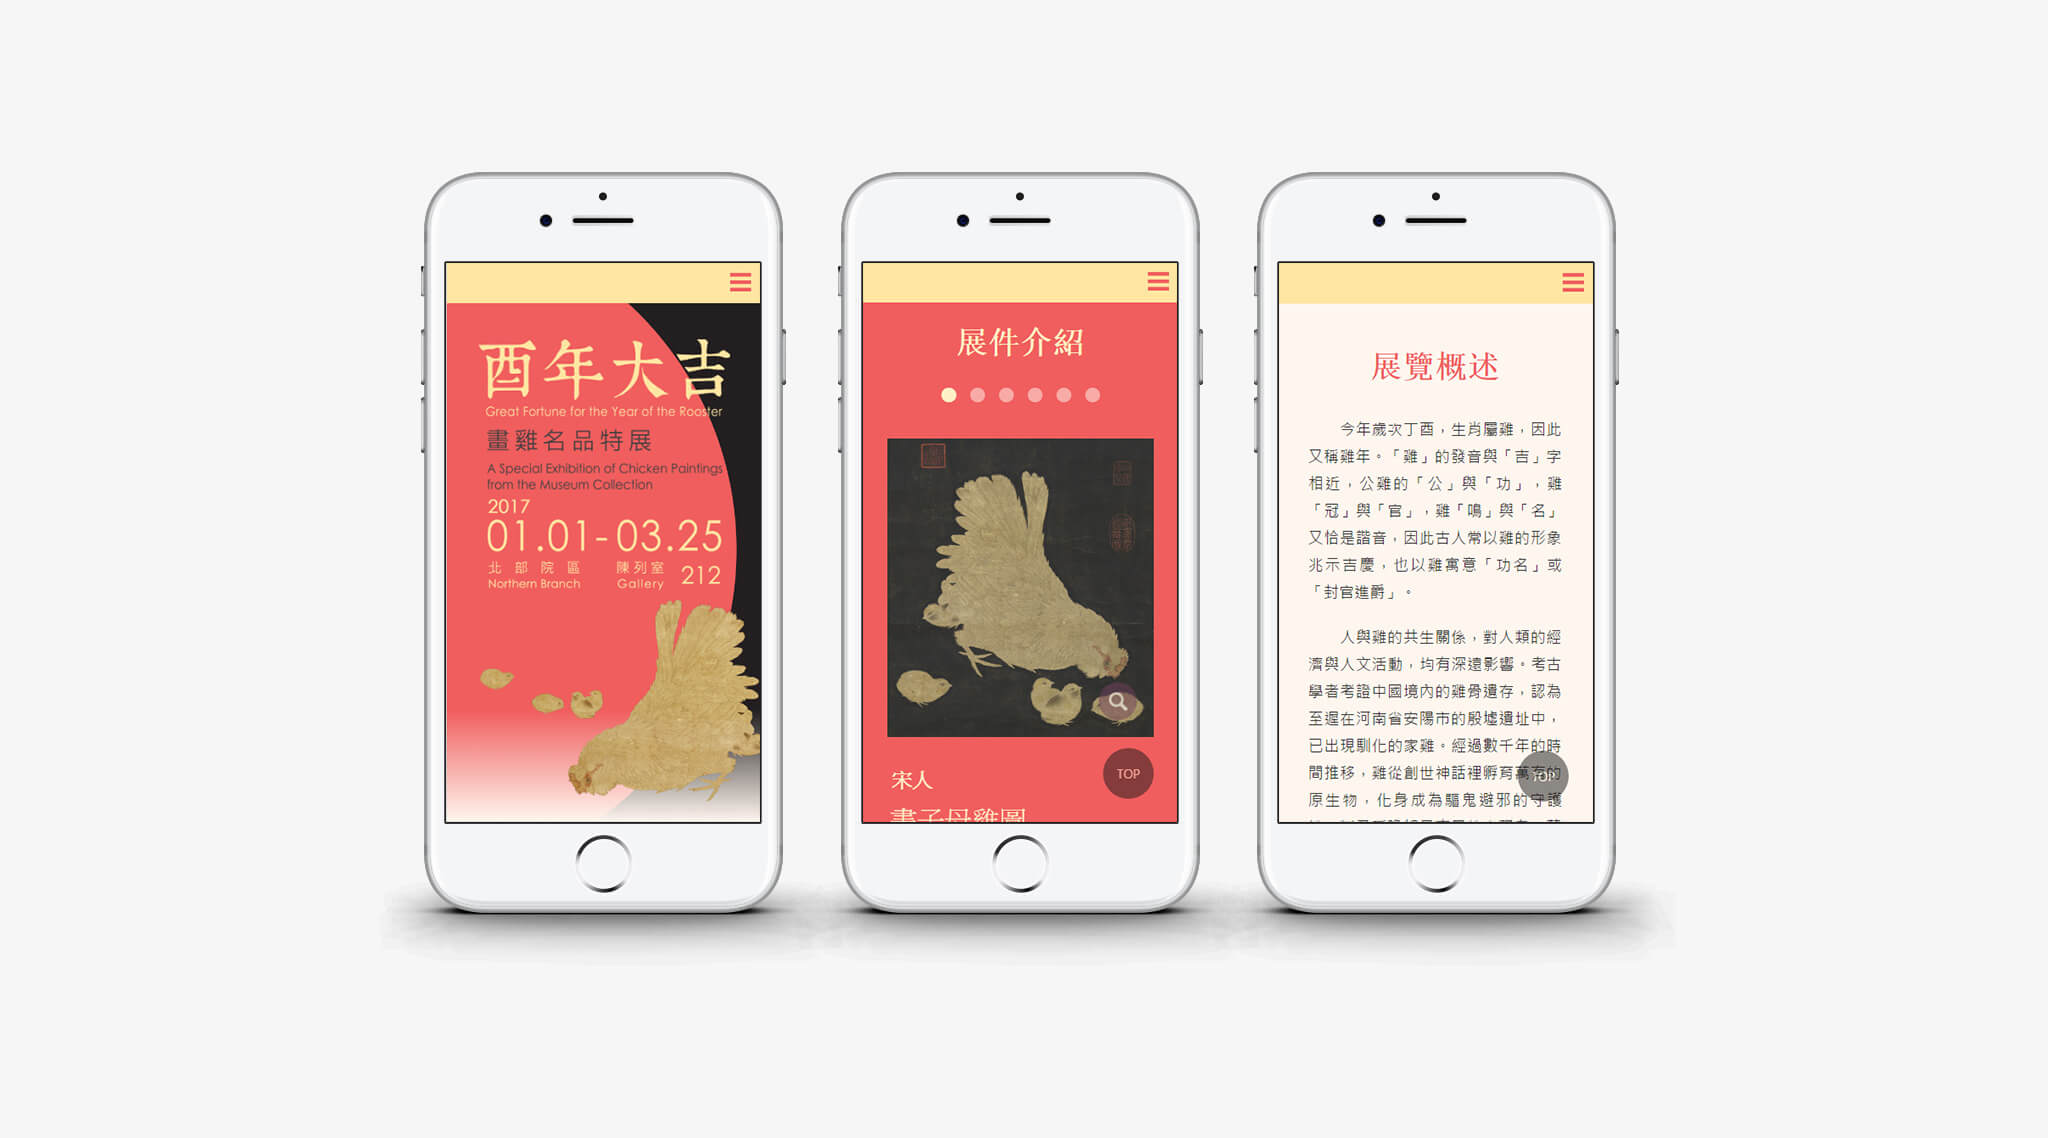 酉年大吉
Great Fortune for the Year of the Rooster
畫雞名品特展
A Special Exhibition of Chicken Paintings
from the Museum Collection
2017
01.01-03.25
北部院區 陳列室 212
Northern Branch Gallery
展件介紹
TOP
宋人
畫子母雞圖
展覽概述
今年歲次丁酉，生肖屬雞，因此
又稱雞年。「雞」的發音與「吉」字
相近，公雞的「公」與「功」，雞
「冠」與「官」，雞「鳴」與「名」
又恰是諧音，因此古人常以雞的形象
兆示吉慶，也以雞寓意「功名」或
「封官進爵」。
人與雞的共生關係，對人類的經
濟與人文活動，均有深遠影響。考古
學者考證中國境內的雞骨遺存，認為
至遲在河南省安陽市的殷墟遺址中，
已出現馴化的家雞。經過數千年的時
間推移，雞從創世神話裡孵育萬有的
原生物，化身成為驅鬼避邪的守護
TOP